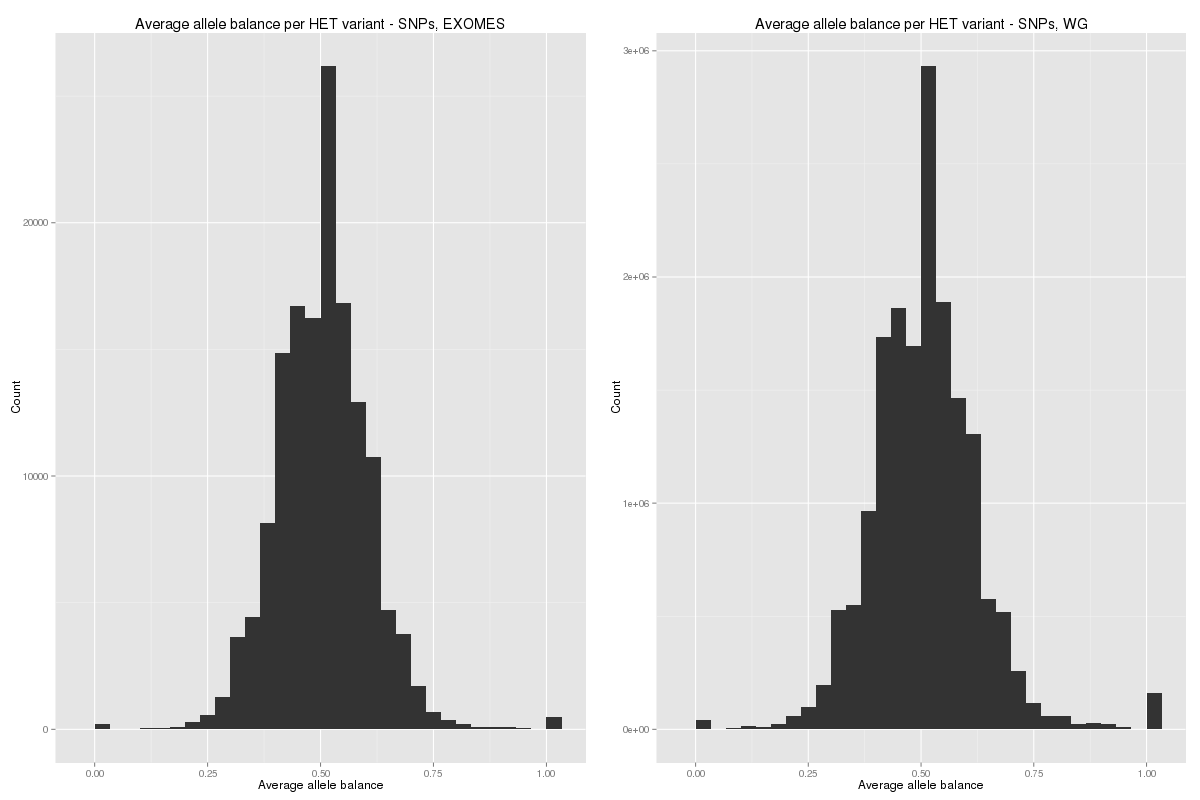 Average allele balance per HET variant - SNPs, EXOMES
Count
20000
10000
0
0.00 0.25 0.50 0.75 1.00
Average allele balance
Average allele balance per HET variant - SNPs, WG
Count
3e+06
2e+06
1e+06
0e+00
0.00 0.25 0.50 0.75 1.00
Average allele balance